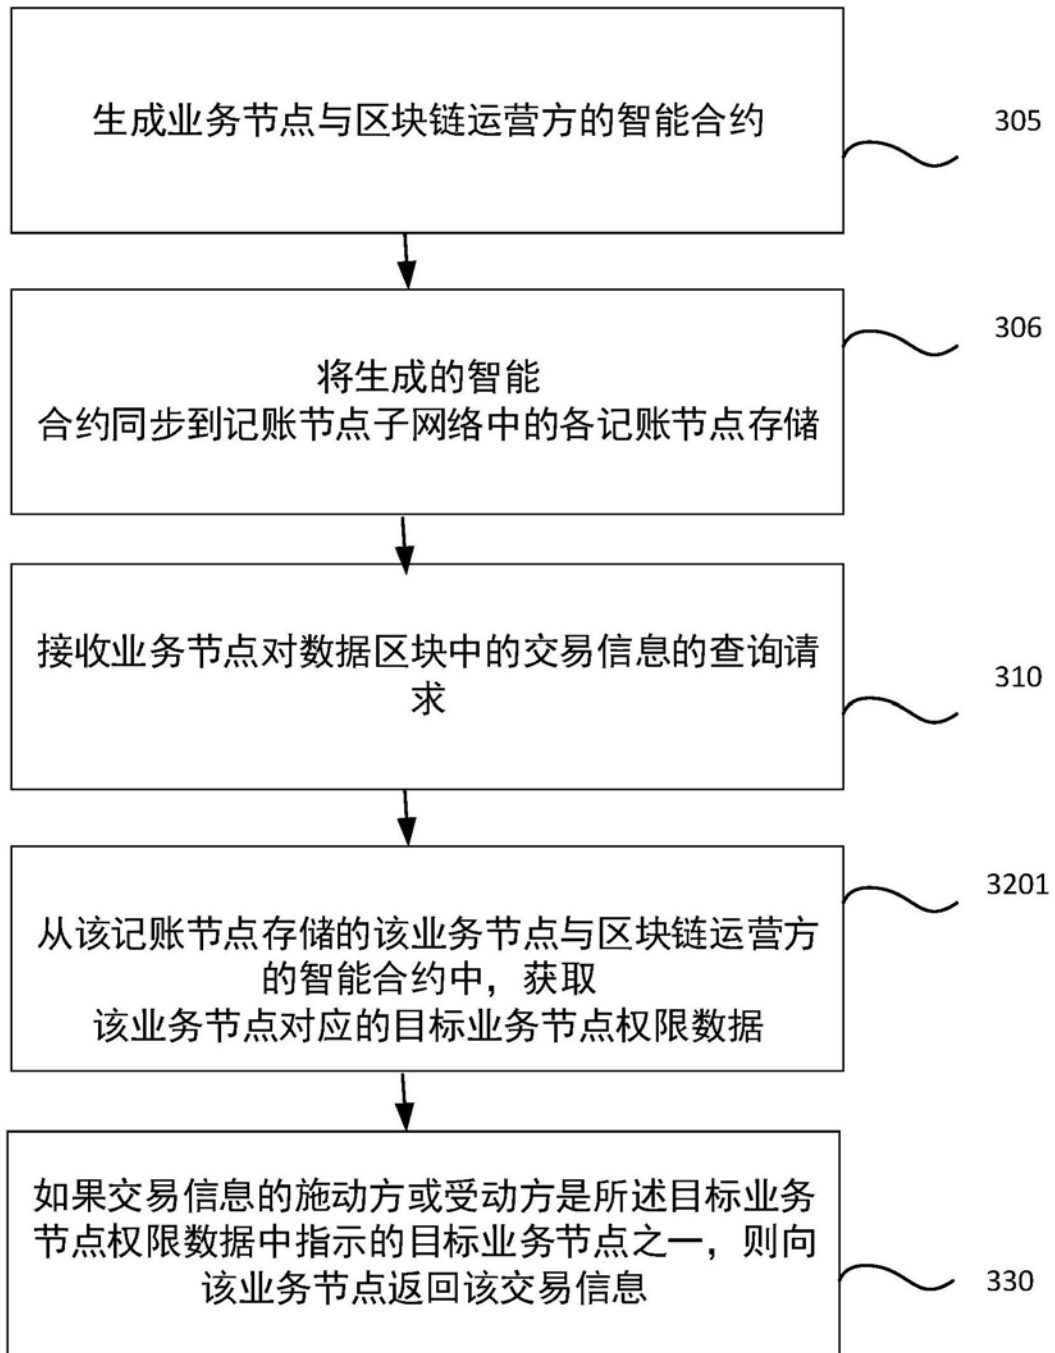 生成业务节点与区块链运营方的智能合约
305
306
将生成的智能
合约同步到记账节点子网络中的各记账节点存储
接收业务节点对数据区块中的交易信息的查询请
求
310
3201
从该记账节点存储的该业务节点与区块链运营方
的智能合约中，获取
该业务节点对应的目标业务节点权限数据
如果交易信息的施动方或受动方是所述目标业务
节点权限数据中指示的目标业务节点之一，则向
该业务节点返回该交易信息
330